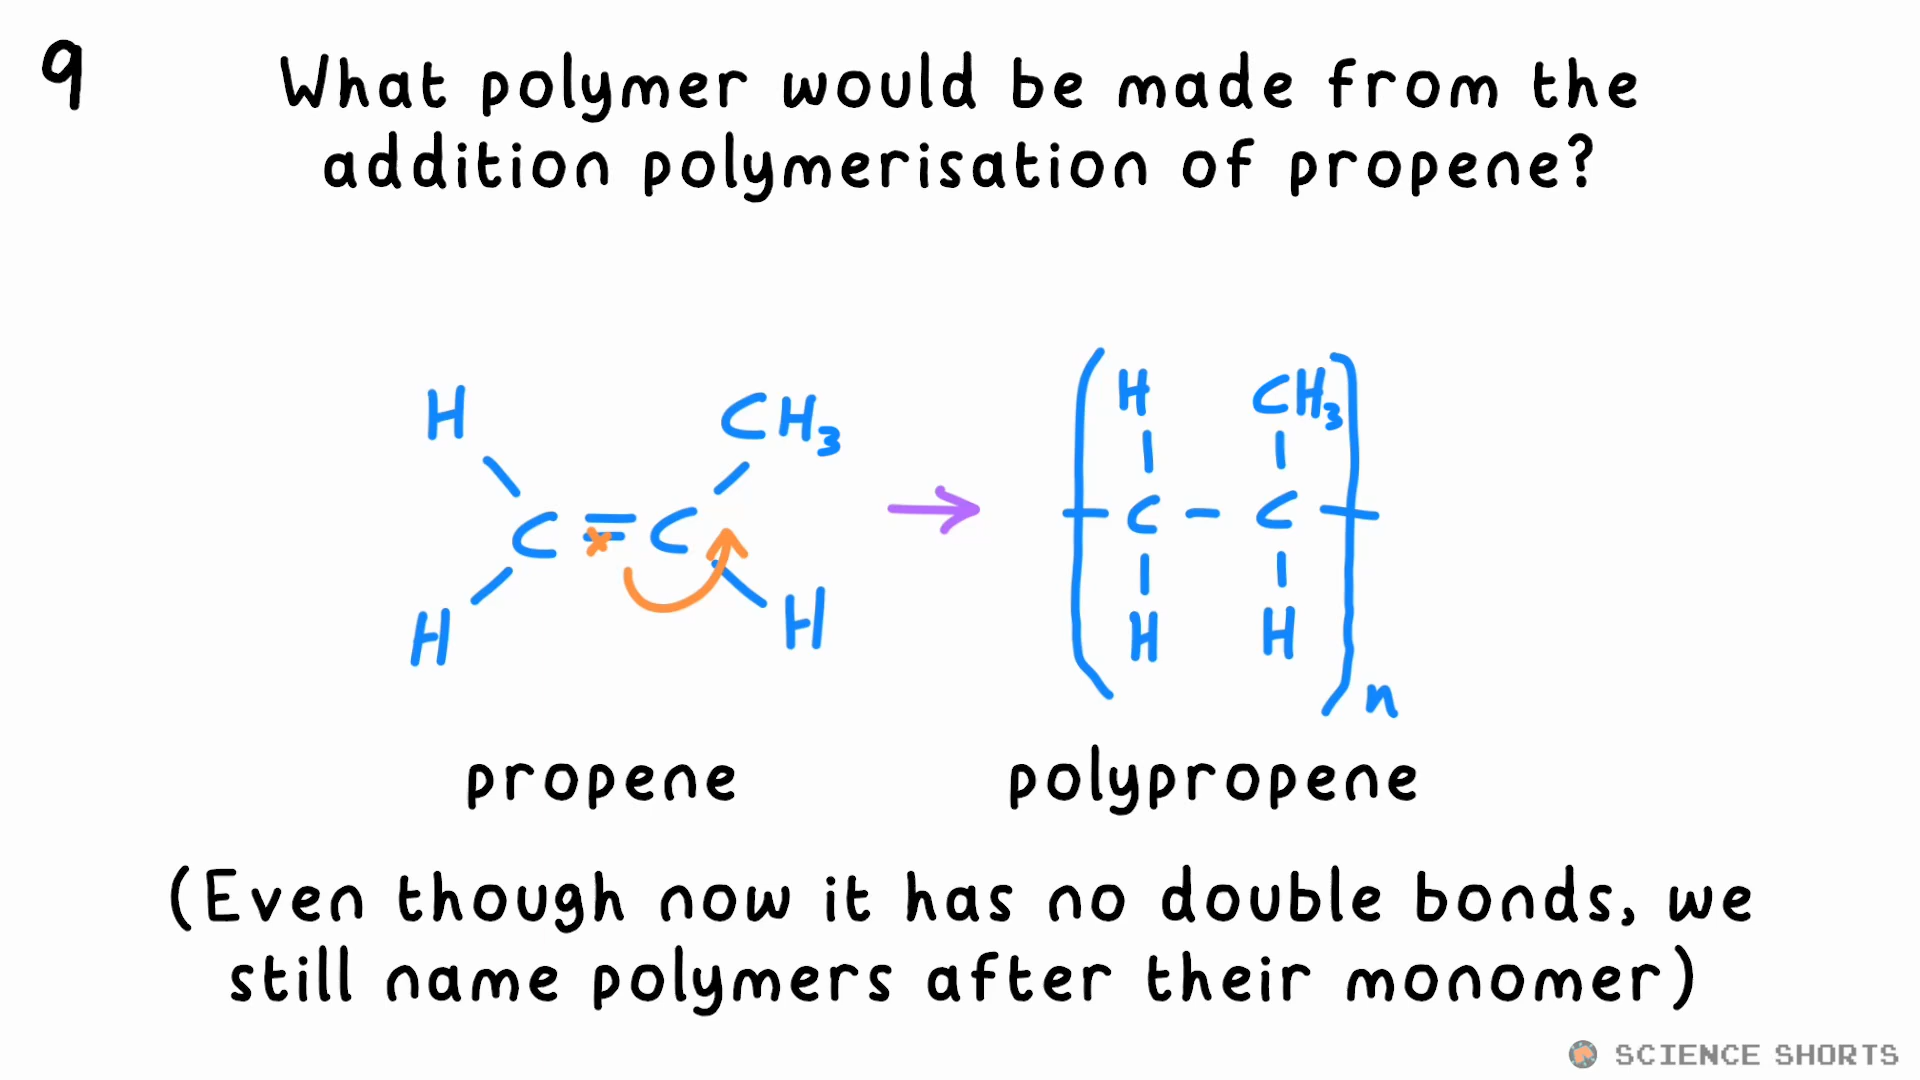 9
What polymer would be made from the
addition polymerisation of propene?
H CH₃ H CH₃
C = C C - C
H H H H
n
propene polypropene
(Even though now it has no double bonds, we
still name polymers after their monomer)
SCIENCE SHORTS